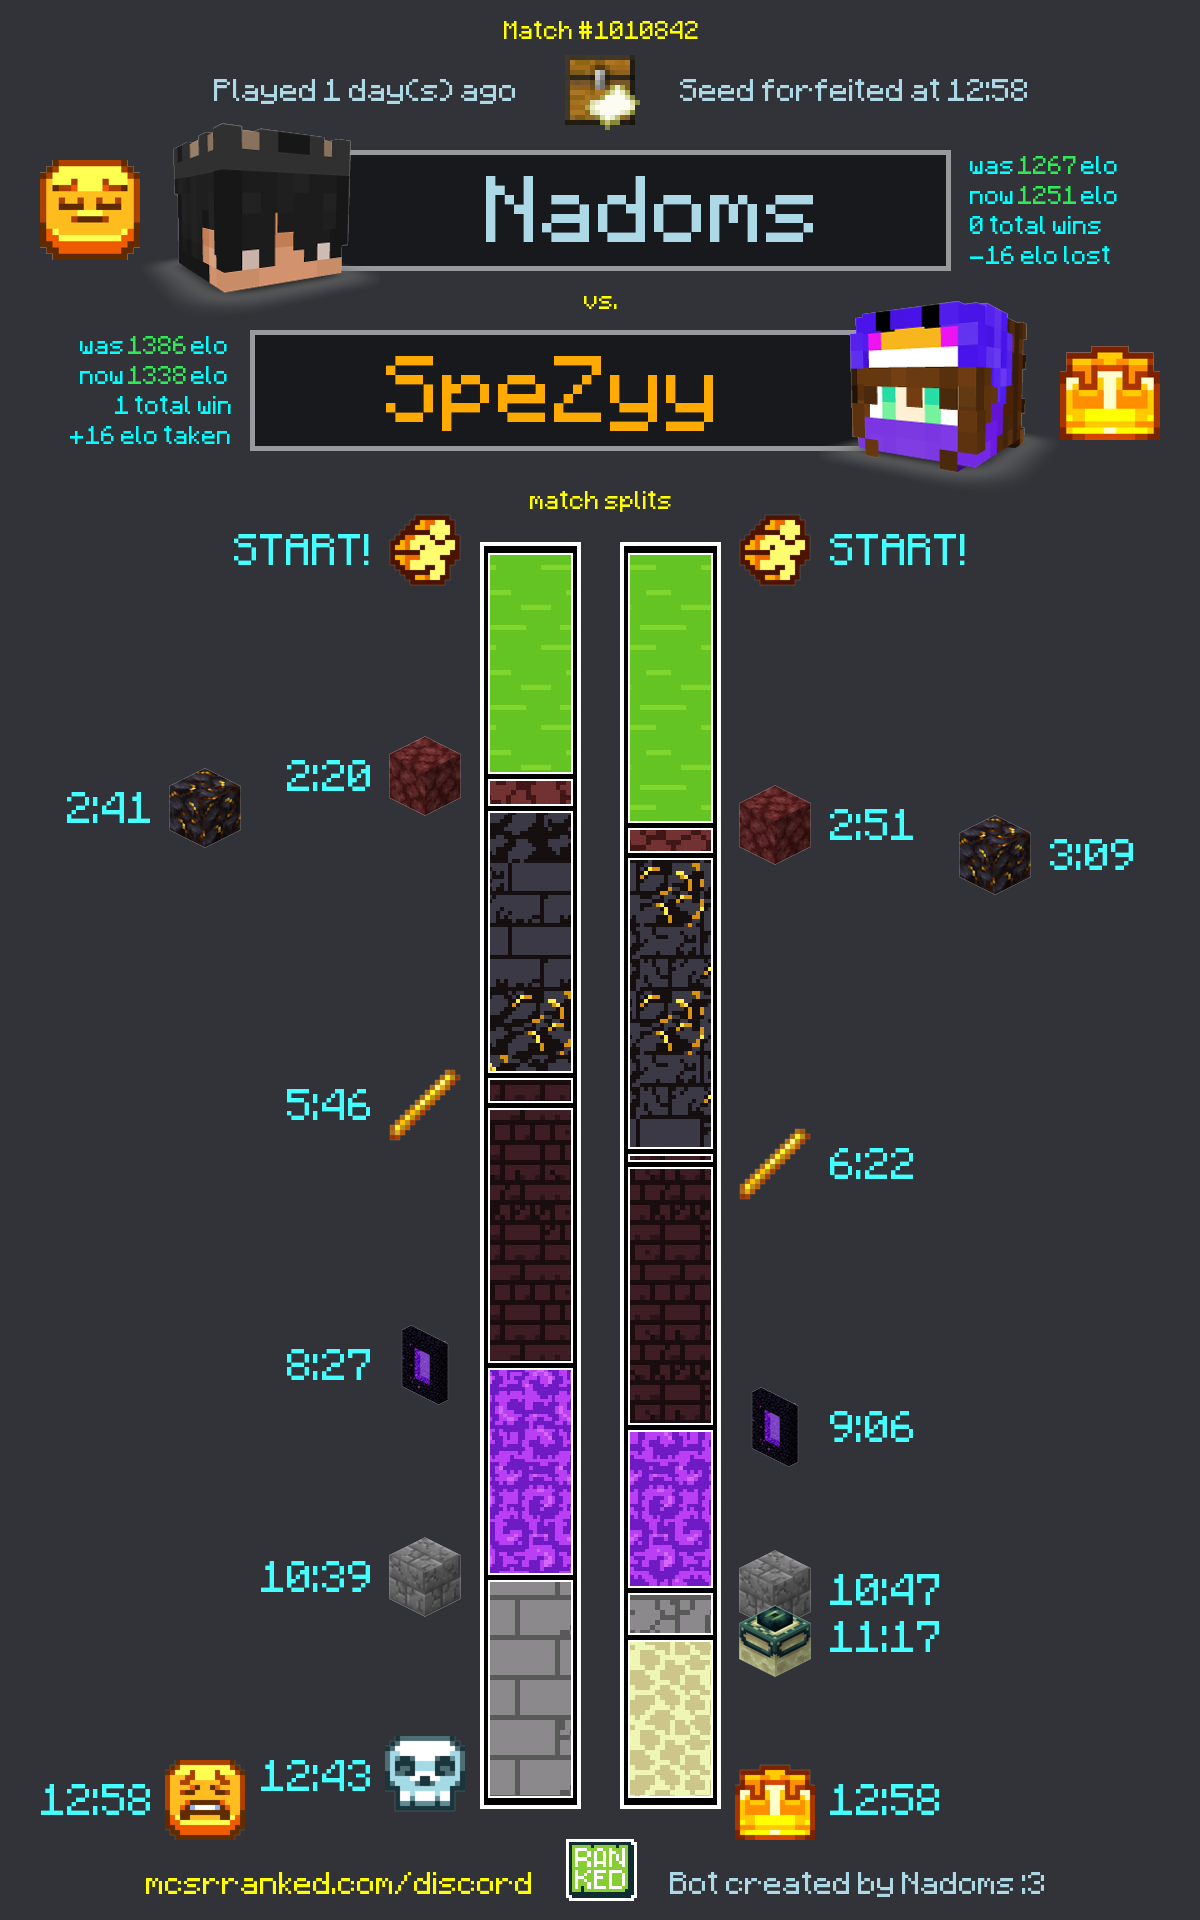 Match #1010842
Played 1 day(s) ago
Seed forfeited at 12:58
Nadoms
was 1267 elo
now 1251 elo
0 total wins
-16 elo lost
vs.
was 1386 elo
now 1338 elo
1 total win
+16 elo taken
SpeZyy
match splits
START!
START!
2:20
2:41
2:51
3:09
5:46
6:22
8:27
9:06
10:39
10:47
11:17
12:43
12:58
12:58
mcsrranked.com/discord
RAN
KED
Bot created by Nadoms :3